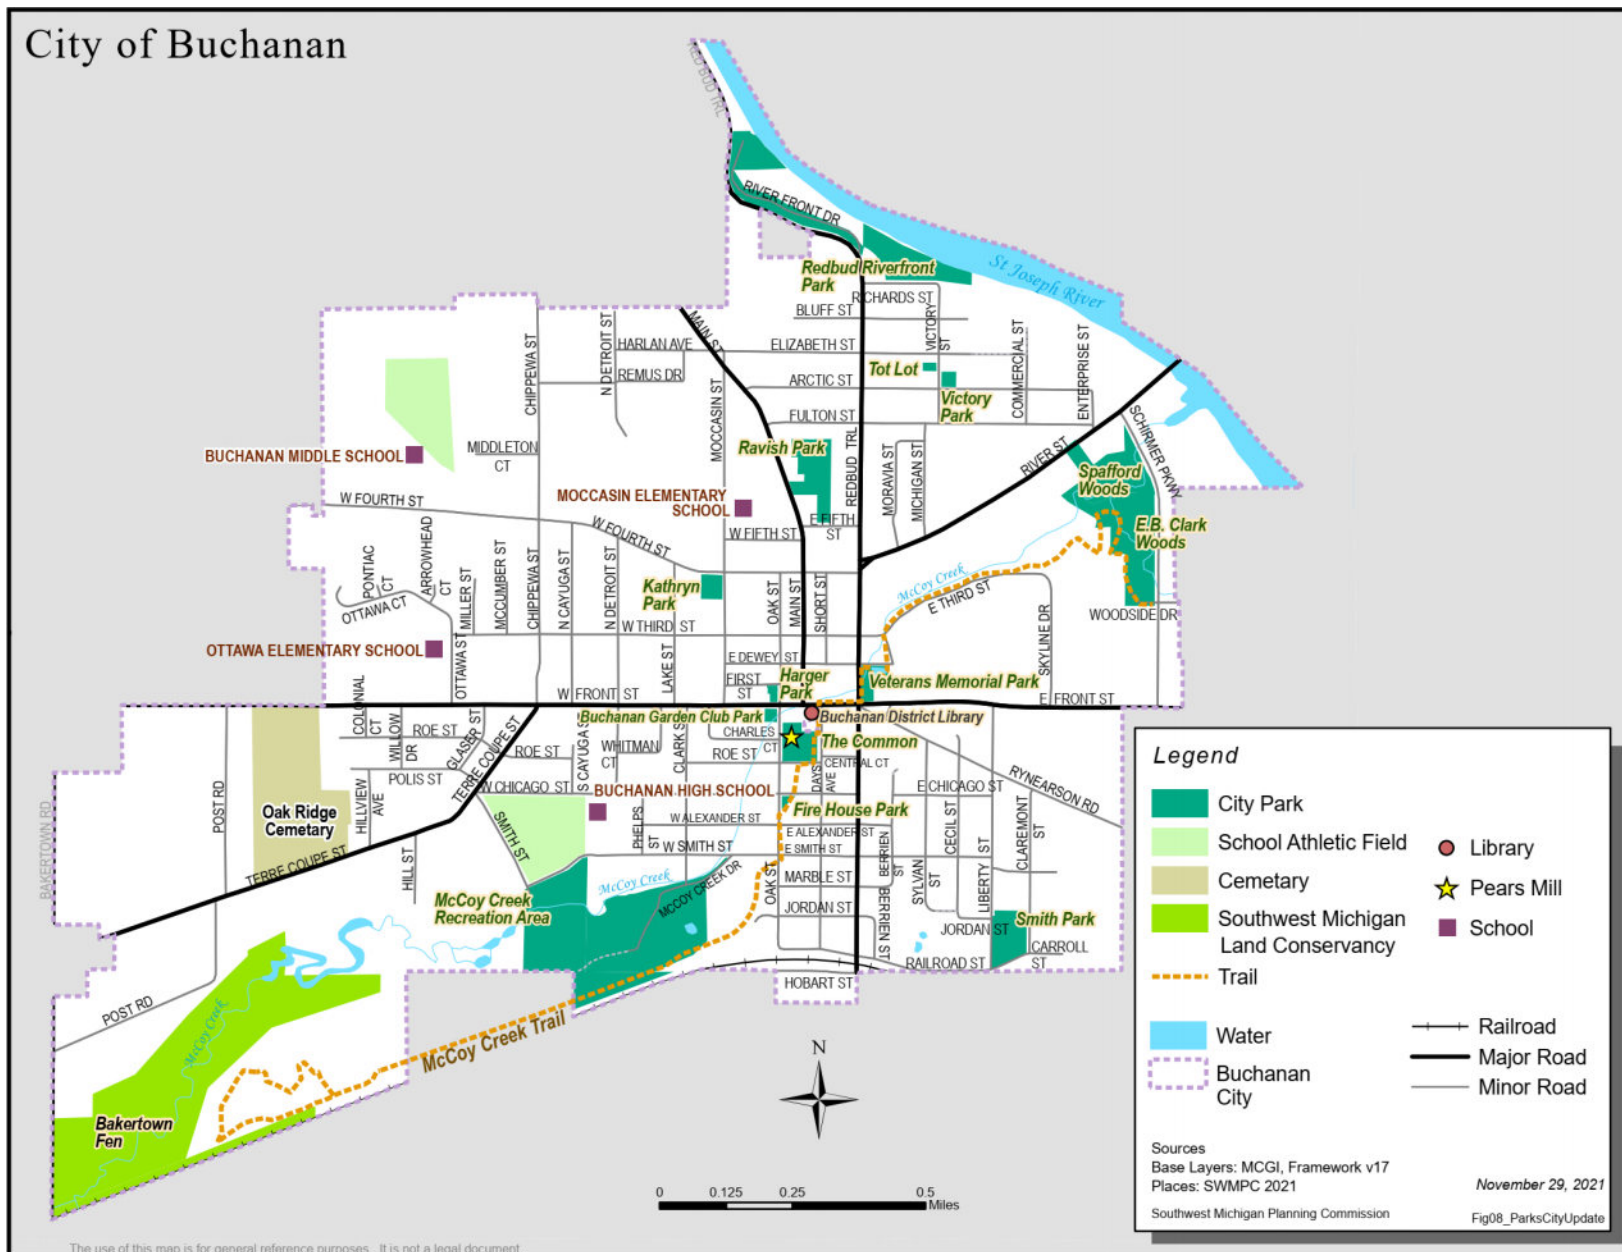 City of Buchanan
RED BUD TRL
RIVER FRONT DR
St Joseph River
Redbud Riverfront
Park
RICHARDS ST
BLUFF ST
VICTORY
ST
MAIN ST
N DETROIT ST
CHIPPEWA ST
HARLAN AVE
ELIZABETH ST
COMMERCIAL ST
ENTERPRISE ST
REMUS DR
Tot Lot
ARCTIC ST
MOCCASIN ST
Victory
Park
FULTON ST
SCHIRMER PKWY
MIDDLETON
CT
BUCHANAN MIDDLE SCHOOL
Ravish Park
REDBUD TRL
MORAVIA ST
MICHIGAN ST
RIVER ST
Spafford
Woods
W FOURTH ST
MOCCASIN ELEMENTARY
SCHOOL
E FIFTH
ST
W FIFTH ST
W FOURTH ST
E.B. Clark
Woods
PONTIAC
CT
ARROWHEAD
CT
OTTAWA CT
MILLER ST
MCCUMBER ST
CHIPPEWA ST
N CAYUGA ST
N DETROIT ST
Kathryn
Park
OAK ST
MAIN ST
SHORT ST
McCoy Creek
E THIRD ST
WOODSIDE DR
W THIRD ST
SKYLINE DR
OTTAWA ELEMENTARY SCHOOL
OTTAWA ST
LAKE ST
E DEWEY ST
FIRST
ST
Harger
Park
Veterans Memorial Park
W FRONT ST
E FRONT ST
COLONIAL
CT
WILLOW
DR
ROE ST
GLASER ST
TERRE COUPE ST
Buchanan Garden Club Park
Buchanan District Library
CHARLES
CT
The Common
ROE ST
S CAYUGA ST
WHITMAN
CT
CLARK ST
ROE ST
CENTRAL CT
DAYS
AVE
POLIS ST
W CHICAGO ST
BUCHANAN HIGH SCHOOL
E CHICAGO ST
RYNEARSON RD
POST RD
HILLVIEW
AVE
Oak Ridge
Cemetary
SMITH ST
PHELPS
ST
Fire House Park
W ALEXANDER ST
E ALEXANDER ST
CECIL ST
CLAREMONT
ST
BAKERTOWN RD
TERRE COUPE ST
HILL ST
W SMITH ST
E SMITH ST
BERRIEN
ST
McCoy Creek
MCCOY CREEK DR
OAK ST
MARBLE ST
SYLVAN
ST
LIBERTY ST
McCoy Creek
Recreation Area
JORDAN ST
BERRIEN ST
JORDAN ST
Smith Park
CARROLL
ST
RAILROAD ST
HOBART ST
POST RD
McCoy Creek
McCoy Creek Trail
Bakertown
Fen
N
0 0.125 0.25 0.5
Miles
Legend
City Park
School Athletic Field
Cemetary
Southwest Michigan
Land Conservancy
Trail
Water
Buchanan
City
Library
Pears Mill
School
Railroad
Major Road
Minor Road
Sources
Base Layers: MCGI, Framework v17
Places: SWMPC 2021
November 29, 2021
Southwest Michigan Planning Commission
Fig08_ParksCityUpdate
The use of this map is for general reference purposes. It is not a legal document